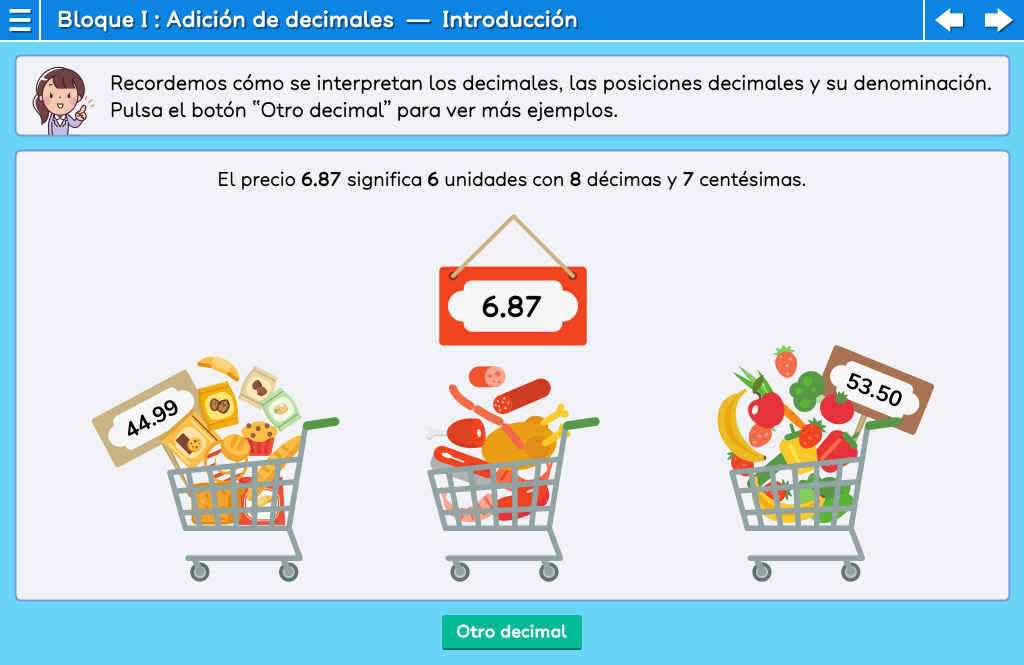 Bloque I : Adición de decimales — Introducción
Recordemos cómo se interpretan los decimales, las posiciones decimales y su denominación.
Pulsa el botón “Otro decimal” para ver más ejemplos.
El precio 6.87 significa 6 unidades con 8 décimas y 7 centésimas.
6.87
44.99
53.50
Otro decimal